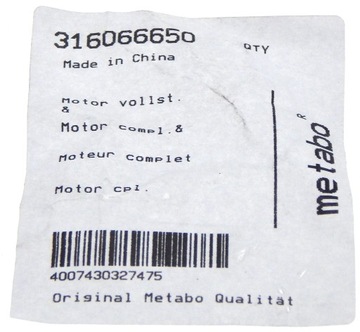 316066650
QTY
Made in China
Motor vollst.
&
Motor compl.&
Moteur complet
Motor cpl.
metabo
R
4007430327475
Original Metabo Qualität